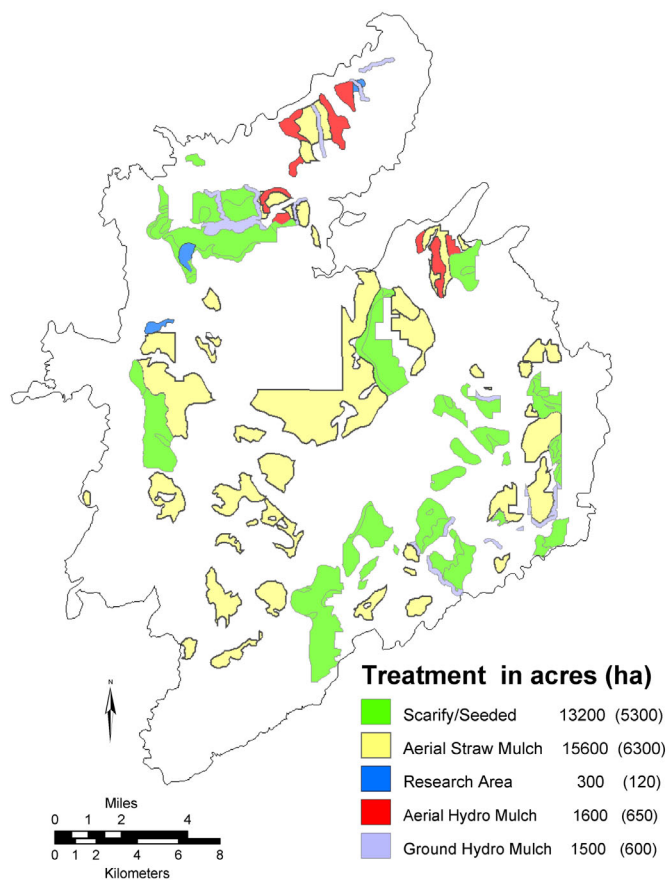 Treatment in acres (ha)
Scarify/Seeded 13200 (5300)
Aerial Straw Mulch 15600 (6300)
Research Area 300 (120)
Aerial Hydro Mulch 1600 (650)
Ground Hydro Mulch 1500 (600)
N
Miles
0 1 2 4
0 1 2 4 6 8
Kilometers